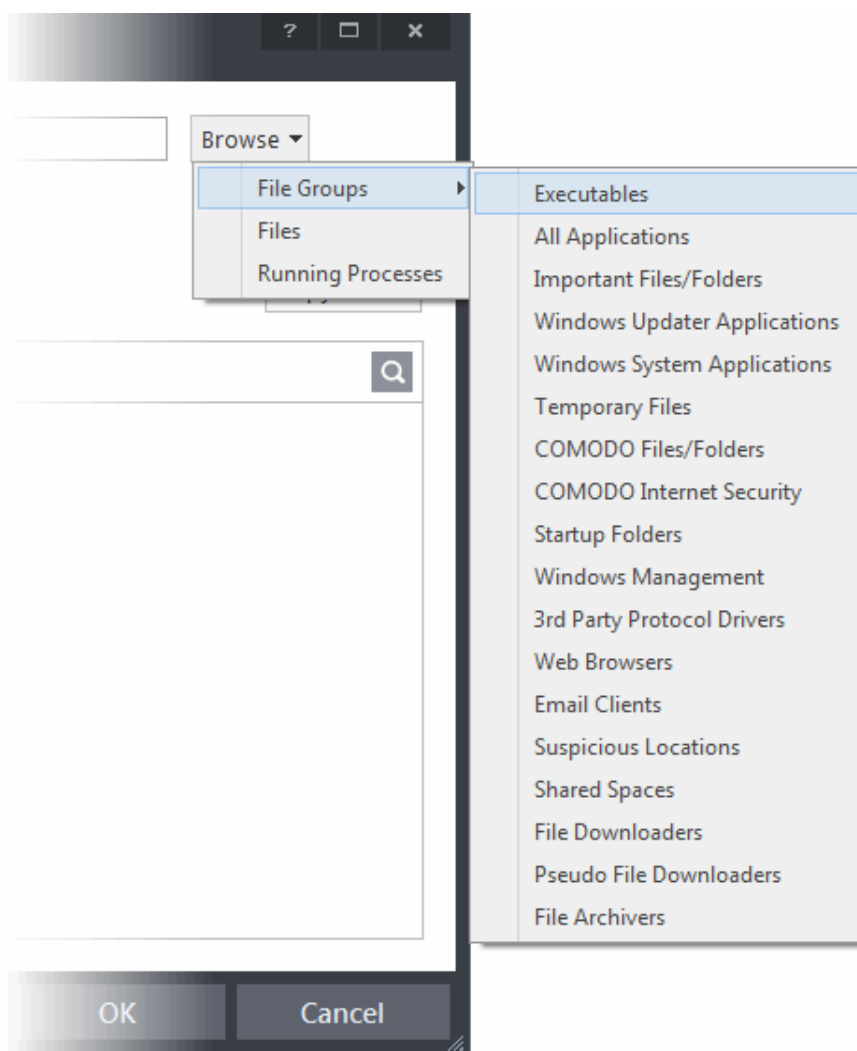 ?
Browse
File Groups
Files
Running Processes
Executables
All Applications
Important Files/Folders
Windows Updater Applications
Windows System Applications
Temporary Files
COMODO Files/Folders
COMODO Internet Security
Startup Folders
Windows Management
3rd Party Protocol Drivers
Web Browsers
Email Clients
Suspicious Locations
Shared Spaces
File Downloaders
Pseudo File Downloaders
File Archivers
OK
Cancel